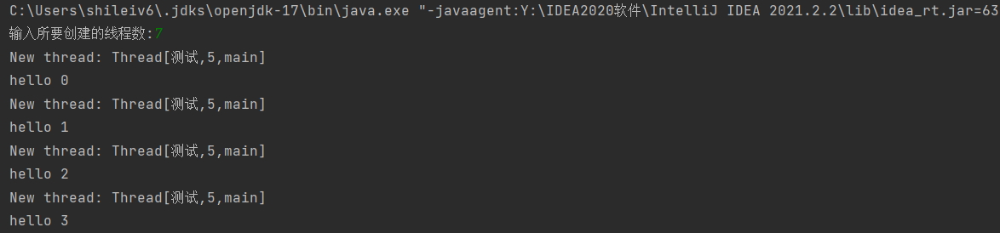 C:\Users\shileiv6\.jdks\openjdk-17\bin\java.exe "-javaagent:Y:\IDEA2020软件\IntelliJ IDEA 2021.2.2\lib\idea_rt.jar=63
输入所要创建的线程数:7
New thread: Thread[测试,5,main]
hello 0
New thread: Thread[测试,5,main]
hello 1
New thread: Thread[测试,5,main]
hello 2
New thread: Thread[测试,5,main]
hello 3